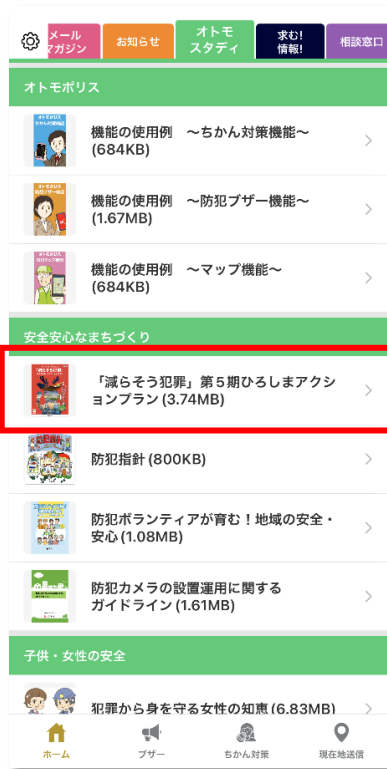 メール
マガジン
お知らせ
オトモ
スタディ
求む!
情報!
相談窓口
オトモポリス
機能の使用例 ～ちかん対策機能～
(684KB)
機能の使用例 ～防犯ブザー機能～
(1.67MB)
機能の使用例 ～マップ機能～
(684KB)
安全安心なまちづくり
「減らそう犯罪」第５期ひろしまアクシ
ョンプラン (3.74MB)
防犯指針 (800KB)
防犯ボランティアが育む！地域の安全・
安心 (1.08MB)
防犯カメラの設置運用に関する
ガイドライン (1.61MB)
子供・女性の安全
犯罪から身を守る女性の知恵 (6.83MB)
ホーム
ブザー
ちかん対策
現在地送信